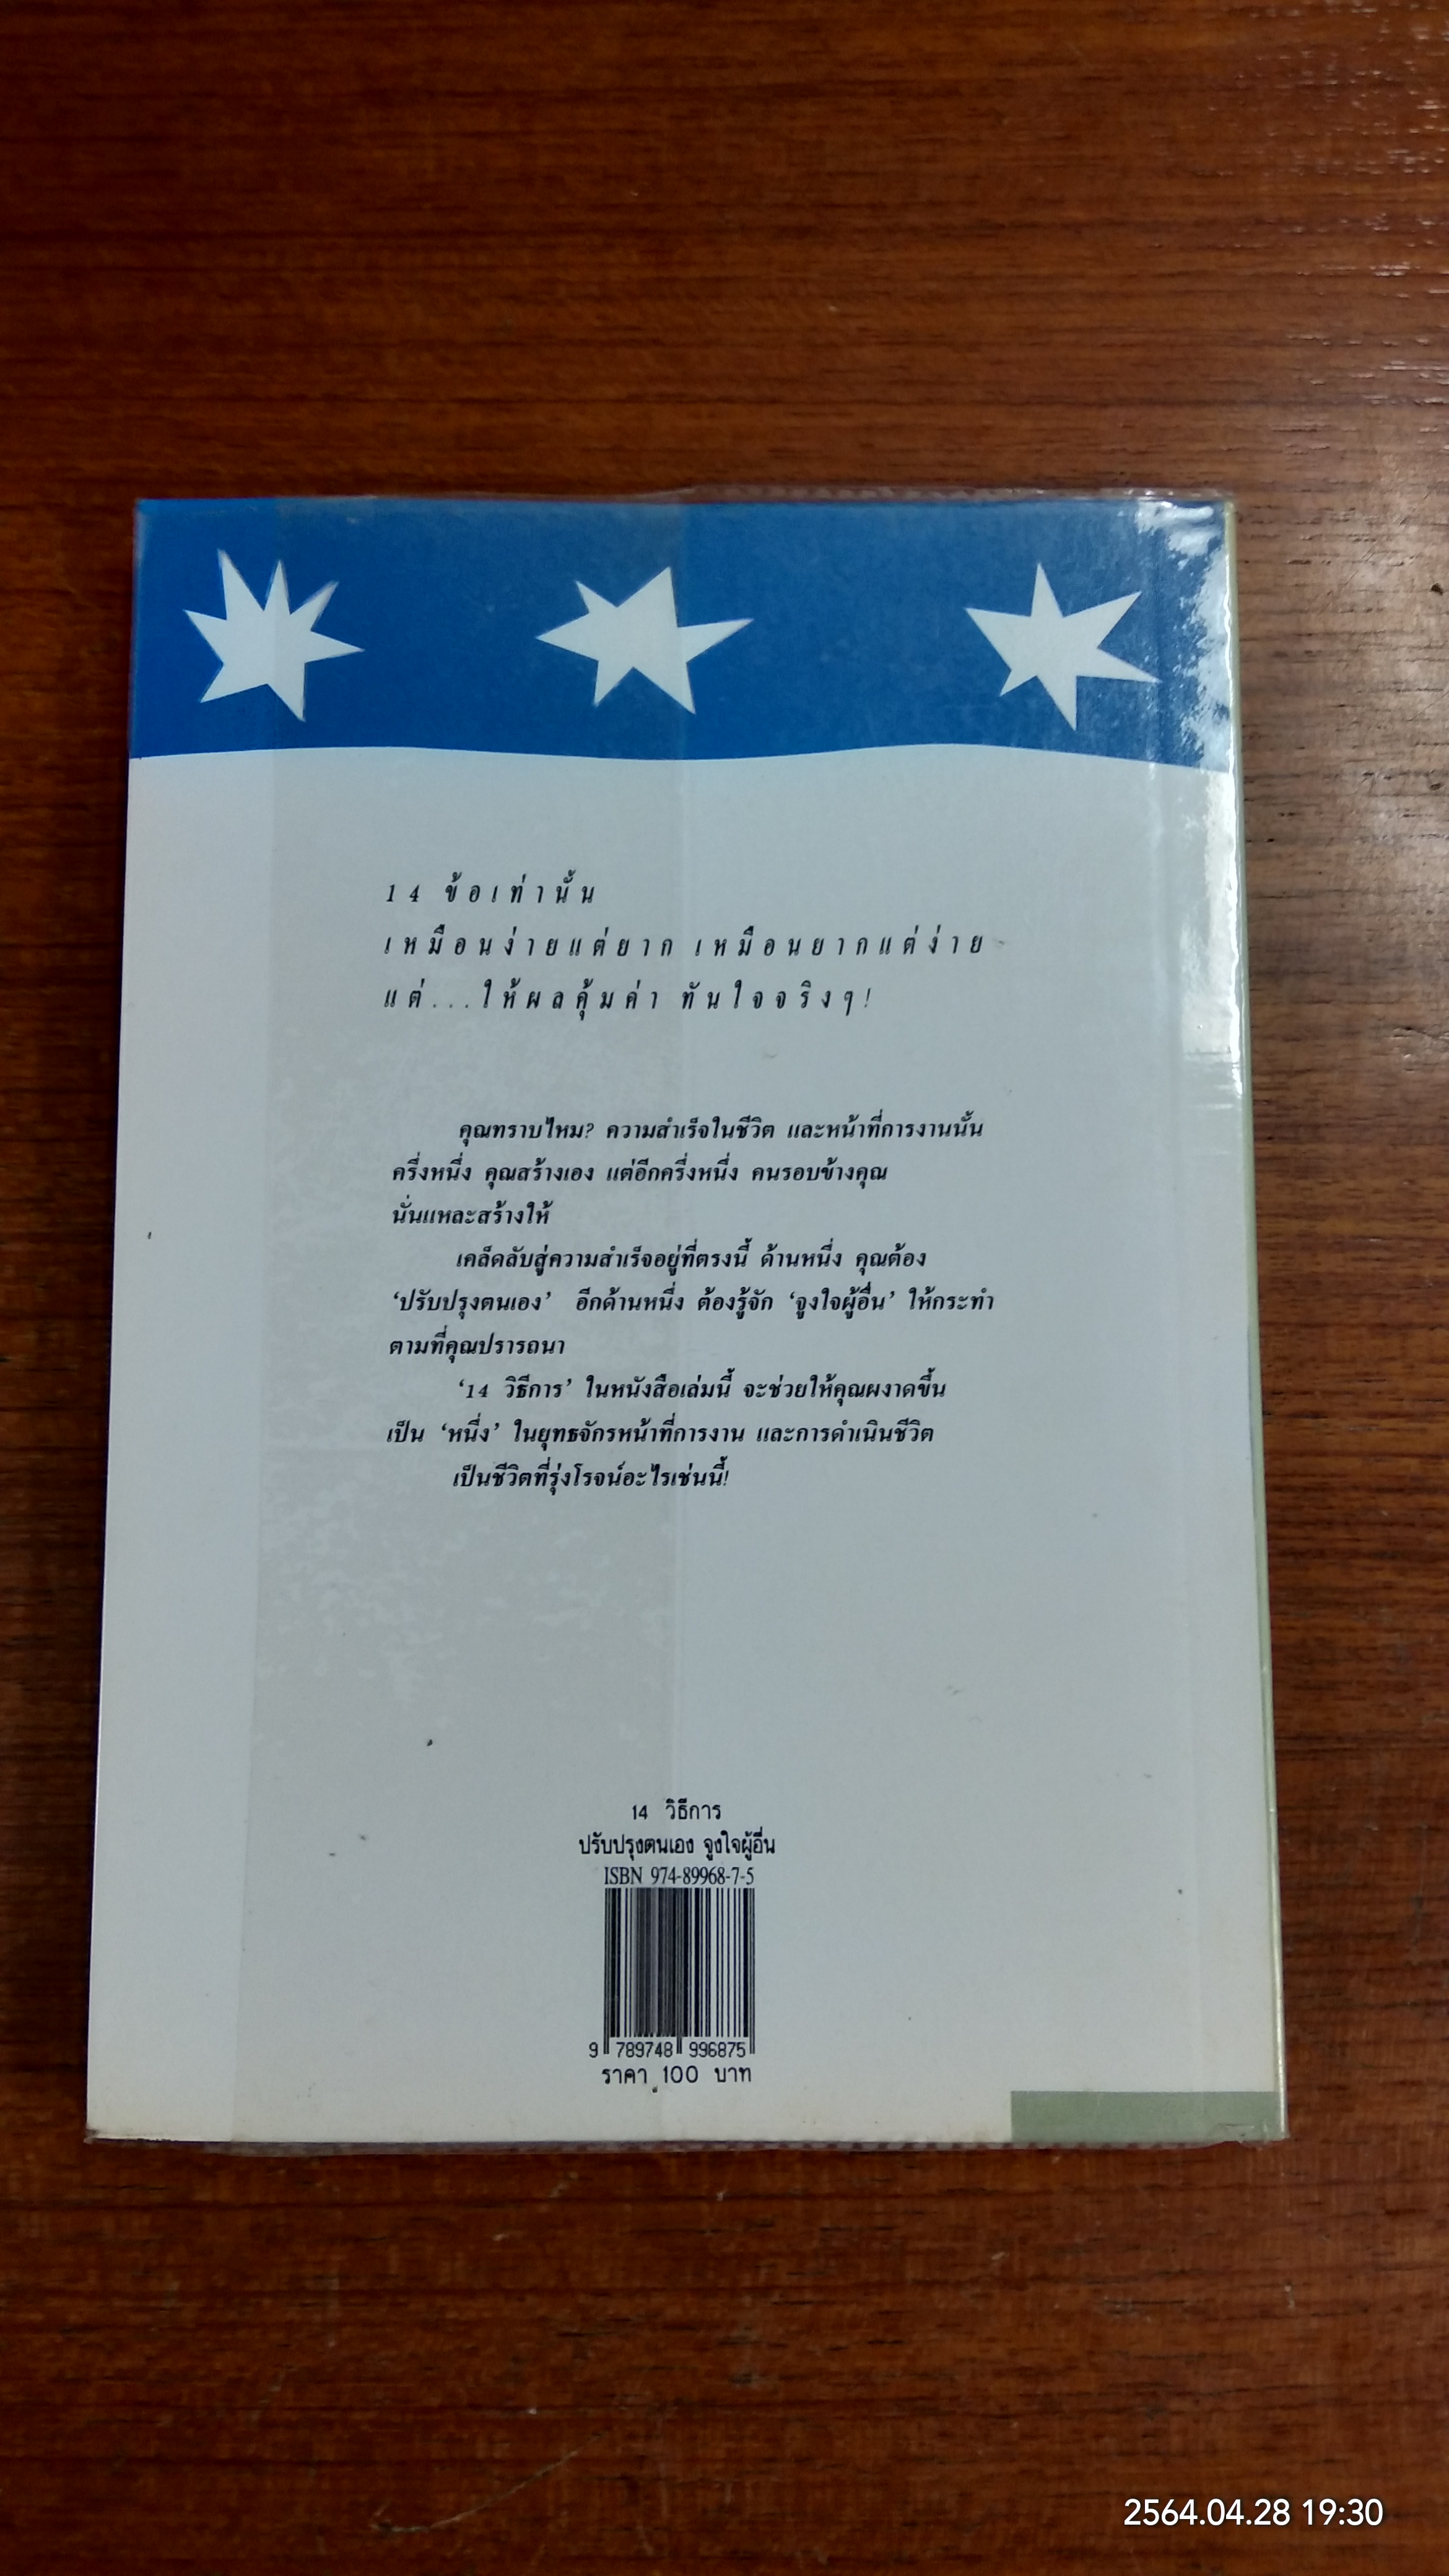 14 ข้อเท่านั้น
เหมือนง่ายแต่ยาก เหมือนยากแต่ง่าย
แต่...ให้ผลคุ้มค่า ทันใจจริงๆ!
คุณทราบไหม? ความสำเร็จในชีวิต และหน้าที่การงานนั้น
ครึ่งหนึ่ง คุณสร้างเอง แต่อีกครึ่งหนึ่ง คนรอบข้างคุณ
นั่นแหละสร้างให้
เคล็ดลับสู่ความสำเร็จอยู่ที่ตรงนี้ ด้านหนึ่ง คุณต้อง
‘ปรับปรุงตนเอง’ อีกด้านหนึ่ง ต้องรู้จัก ‘จูงใจผู้อื่น’ ให้กระทำ
ตามที่คุณปรารถนา
‘14 วิธีการ’ ในหนังสือเล่มนี้ จะช่วยให้คุณผงาดขึ้น
เป็น ‘หนึ่ง’ ในยุทธจักรหน้าที่การงาน และการดำเนินชีวิต
เป็นชีวิตที่รุ่งโรจน์อะไรเช่นนี้!
14 วิธีการ
ปรับปรุงตนเอง จูงใจผู้อื่น
ISBN 974-89968-7-5
9 789748 996875
ราคา 100 บาท
2564.04.28 19:30